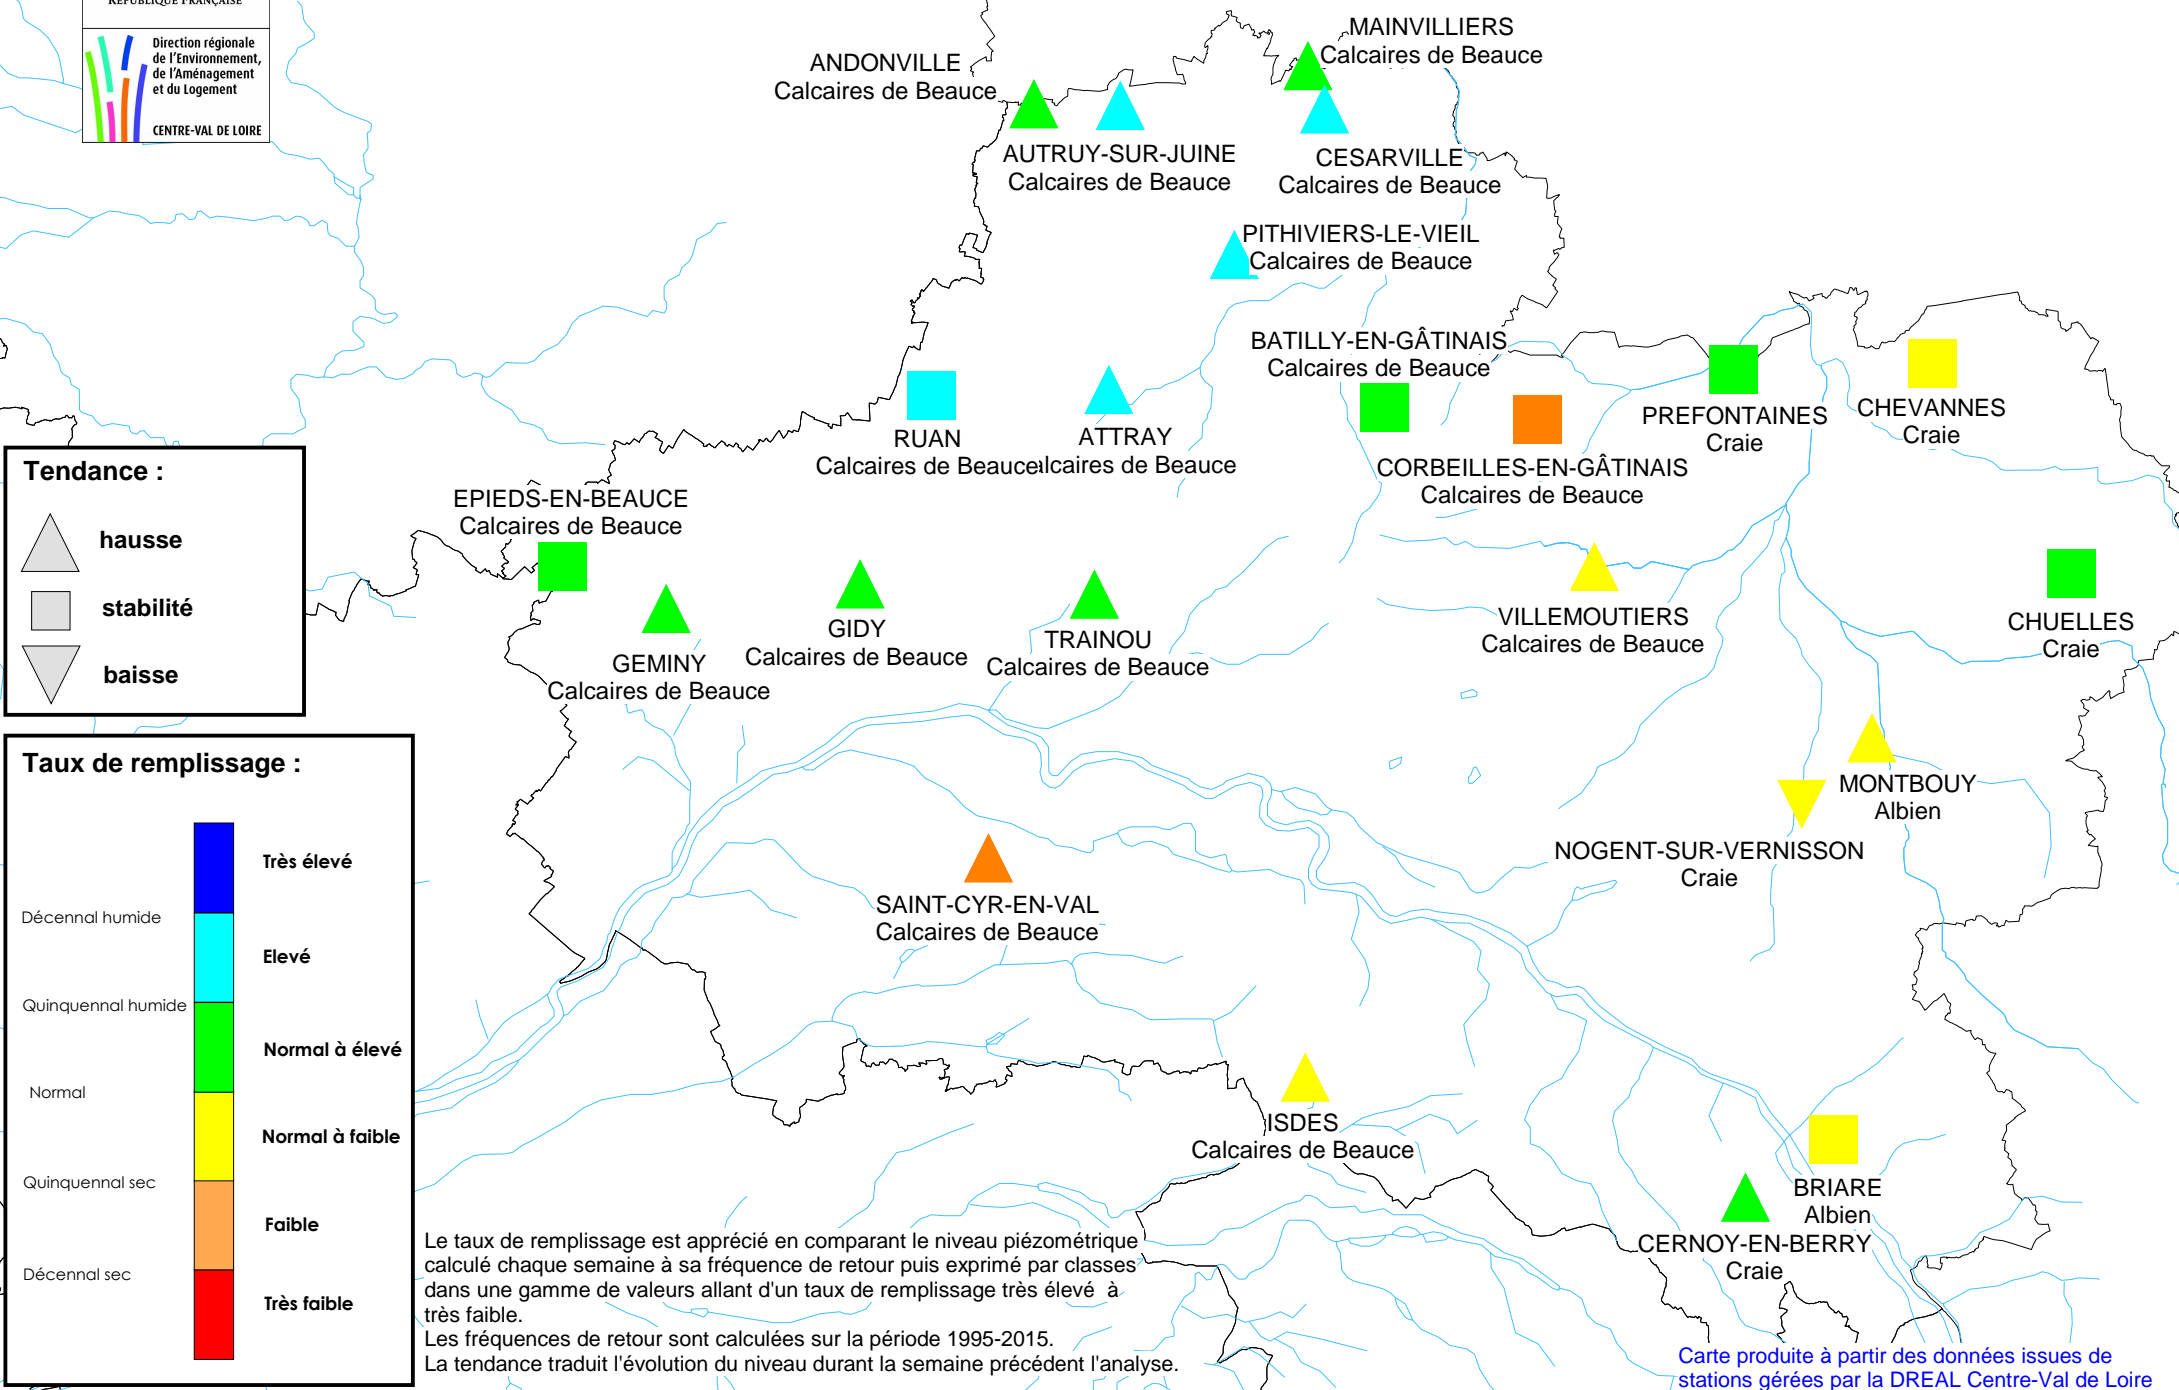 RÉPUBLIQUE FRANÇAISE
Direction régionale
de l'Environnement,
de l'Aménagement
et du Logement
CENTRE-VAL DE LOIRE
MAINVILLIERS
Calcaires de Beauce
ANDONVILLE
Calcaires de Beauce
AUTRUY-SUR-JUINE
Calcaires de Beauce
CESARVILLE
Calcaires de Beauce
PITHIVIERS-LE-VIEIL
Calcaires de Beauce
BATILLY-EN-GÂTINAIS
Calcaires de Beauce
PREFONTAINES
Craie
CHEVANNES
Craie
RUAN
Calcaires de Beauce
ATTRAY
alcaires de Beauce
CORBEILLES-EN-GÂTINAIS
Calcaires de Beauce
EPIEDS-EN-BEAUCE
Calcaires de Beauce
GEMINY
Calcaires de Beauce
GIDY
Calcaires de Beauce
TRAINOU
Calcaires de Beauce
VILLEMOUTIERS
Calcaires de Beauce
CHUELLES
Craie
MONTBOUY
Albien
NOGENT-SUR-VERNISSON
Craie
SAINT-CYR-EN-VAL
Calcaires de Beauce
ISDES
Calcaires de Beauce
BRIARE
Albien
CERNOY-EN-BERRY
Craie
Tendance :
hausse
stabilité
baisse
Taux de remplissage :
Très élevé
Décennal humide
Elevé
Quinquennal humide
Normal à élevé
Normal
Normal à faible
Quinquennal sec
Faible
Décennal sec
Très faible
Le taux de remplissage est apprécié en comparant le niveau piézométrique
calculé chaque semaine à sa fréquence de retour puis exprimé par classes
dans une gamme de valeurs allant d'un taux de remplissage très élevé à
très faible.
Les fréquences de retour sont calculées sur la période 1995-2015.
La tendance traduit l'évolution du niveau durant la semaine précédent l'analyse.
Carte produite à partir des données issues de
stations gérées par la DREAL Centre-Val de Loire